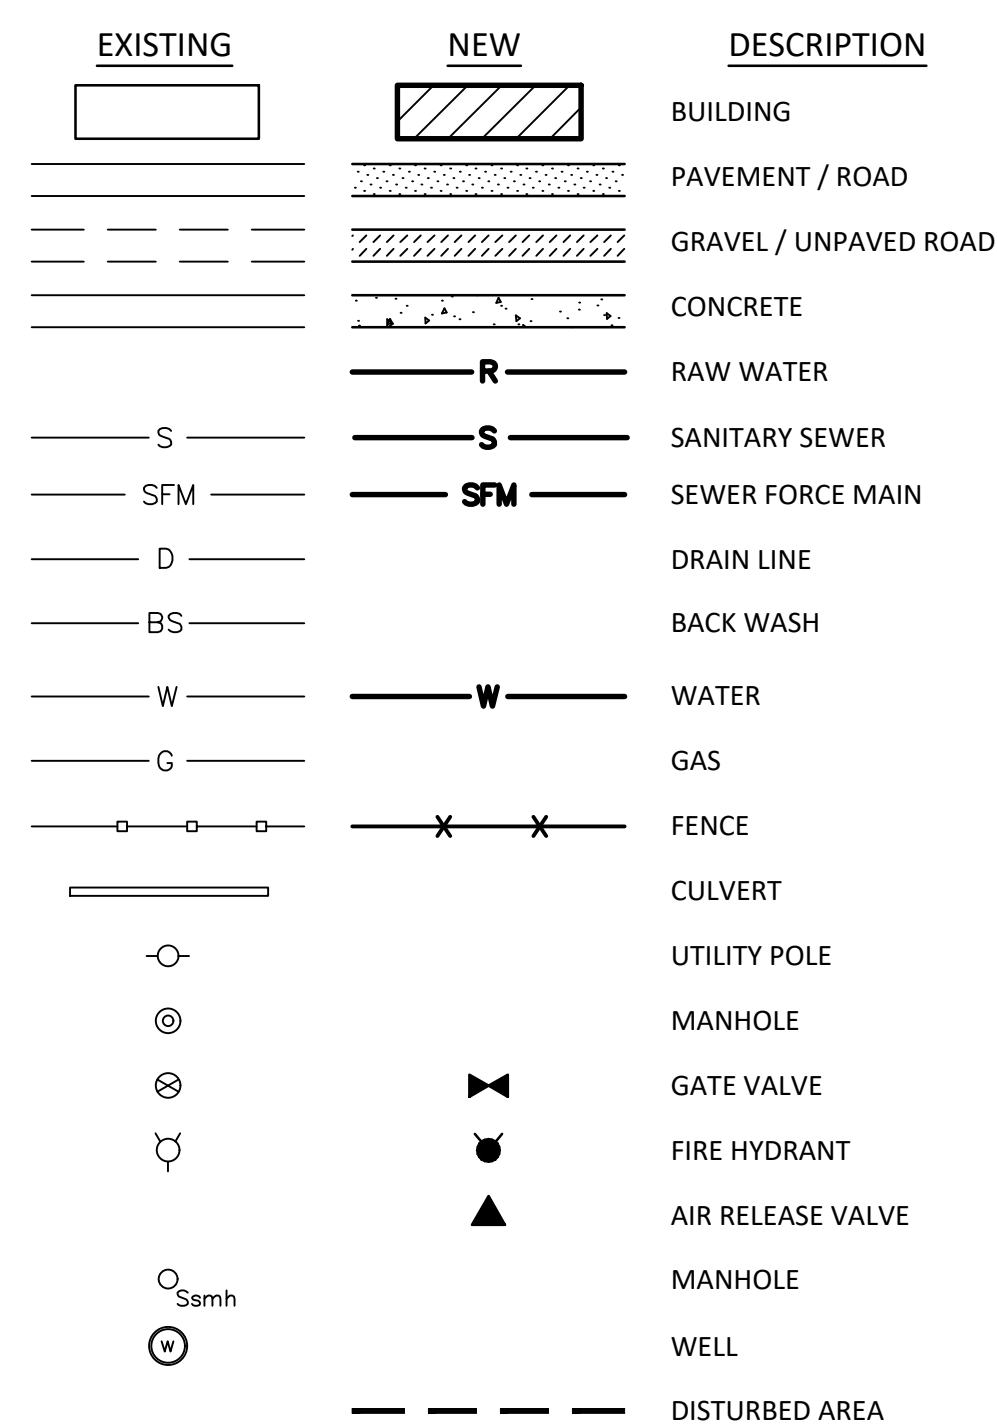 EXISTING NEW DESCRIPTION
BUILDING
PAVEMENT / ROAD
GRAVEL / UNPAVED ROAD
CONCRETE
R RAW WATER
S S SANITARY SEWER
SFM SFM SEWER FORCE MAIN
D DRAIN LINE
BS BACK WASH
W W WATER
G GAS
FENCE
CULVERT
UTILITY POLE
MANHOLE
GATE VALVE
FIRE HYDRANT
AIR RELEASE VALVE
Ssmh MANHOLE
W WELL
DISTURBED AREA